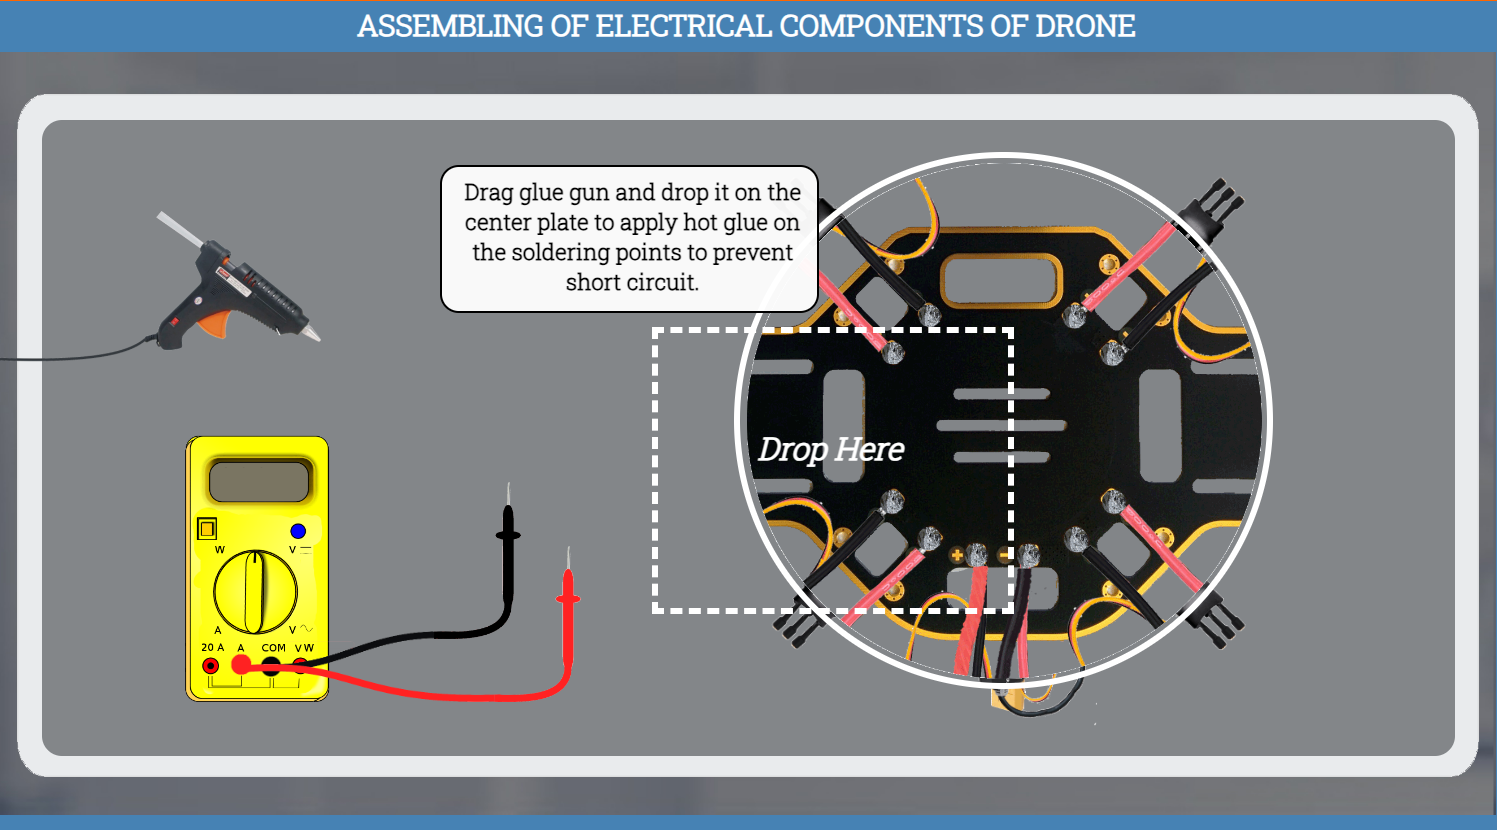 ASSEMBLING OF ELECTRICAL COMPONENTS OF DRONE
Drag glue gun and drop it on the
center plate to apply hot glue on
the soldering points to prevent
short circuit.
Drop Here
W V
A V
20 A A COM V W
+ −